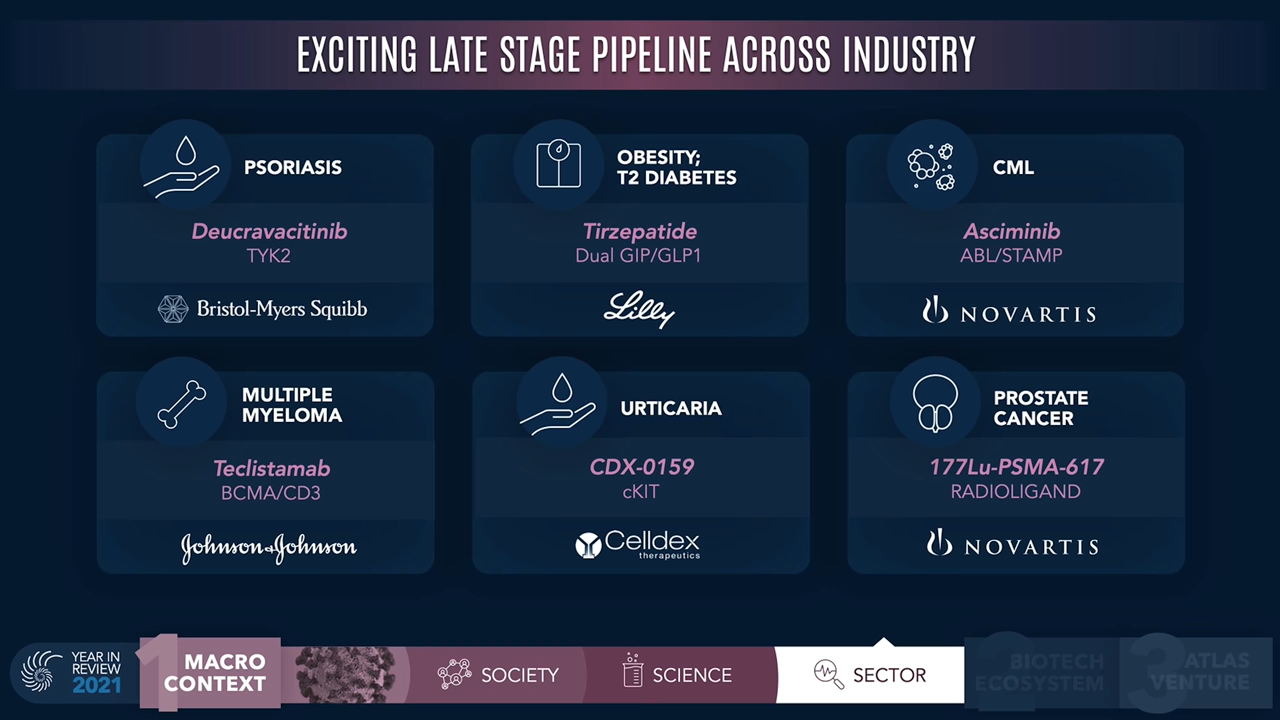 EXCITING LATE STAGE PIPELINE ACROSS INDUSTRY
PSORIASIS
Deucravacitinib
TYK2
Bristol-Myers Squibb
OBESITY;
T2 DIABETES
Tirzepatide
Dual GIP/GLP1
Lilly
CML
Asciminib
ABL/STAMP
NOVARTIS
MULTIPLE
MYELOMA
Teclistamab
BCMA/CD3
Johnson & Johnson
URTICARIA
CDX-0159
cKIT
Celldex
therapeutics
PROSTATE
CANCER
177Lu-PSMA-617
RADIOLIGAND
NOVARTIS
YEAR IN
REVIEW
2021
1 MACRO
CONTEXT
SOCIETY
SCIENCE
SECTOR
2 BIOTECH
ECOSYSTEM
3 ATLAS
VENTURE